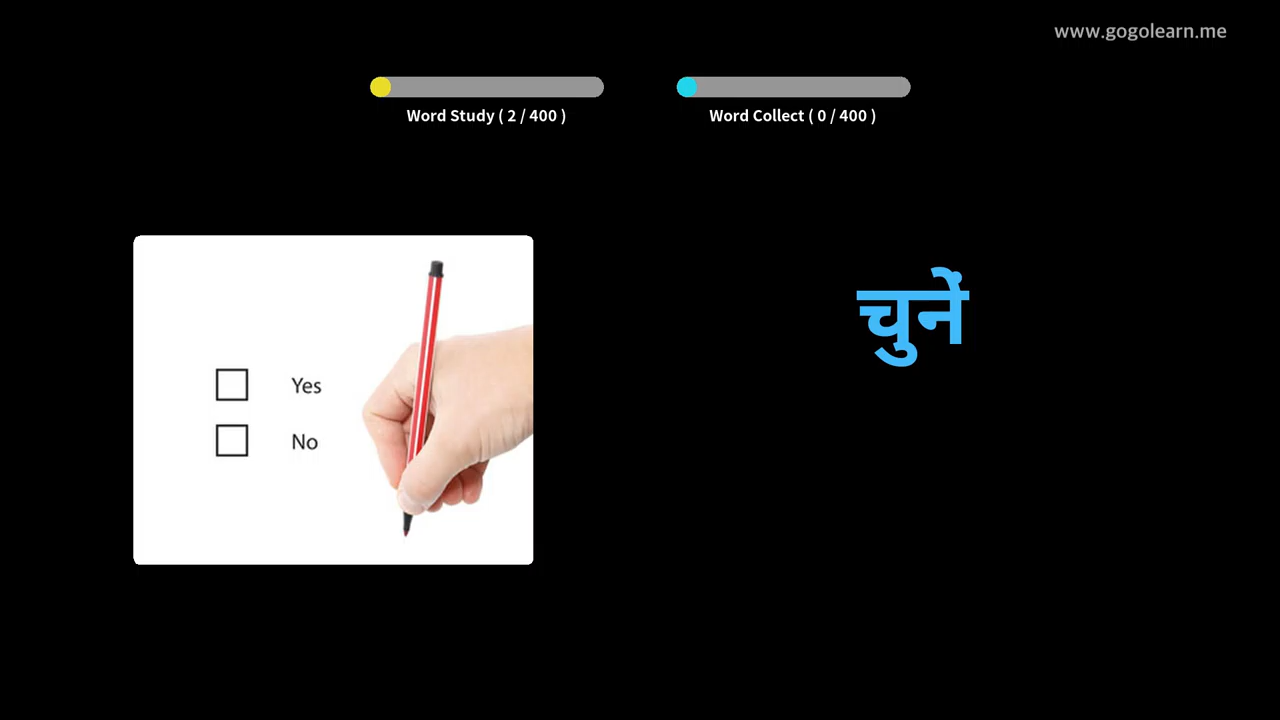 www.gogolearn.me
Word Study ( 2 / 400 )
Word Collect ( 0 / 400 )
चुनें
Yes
No